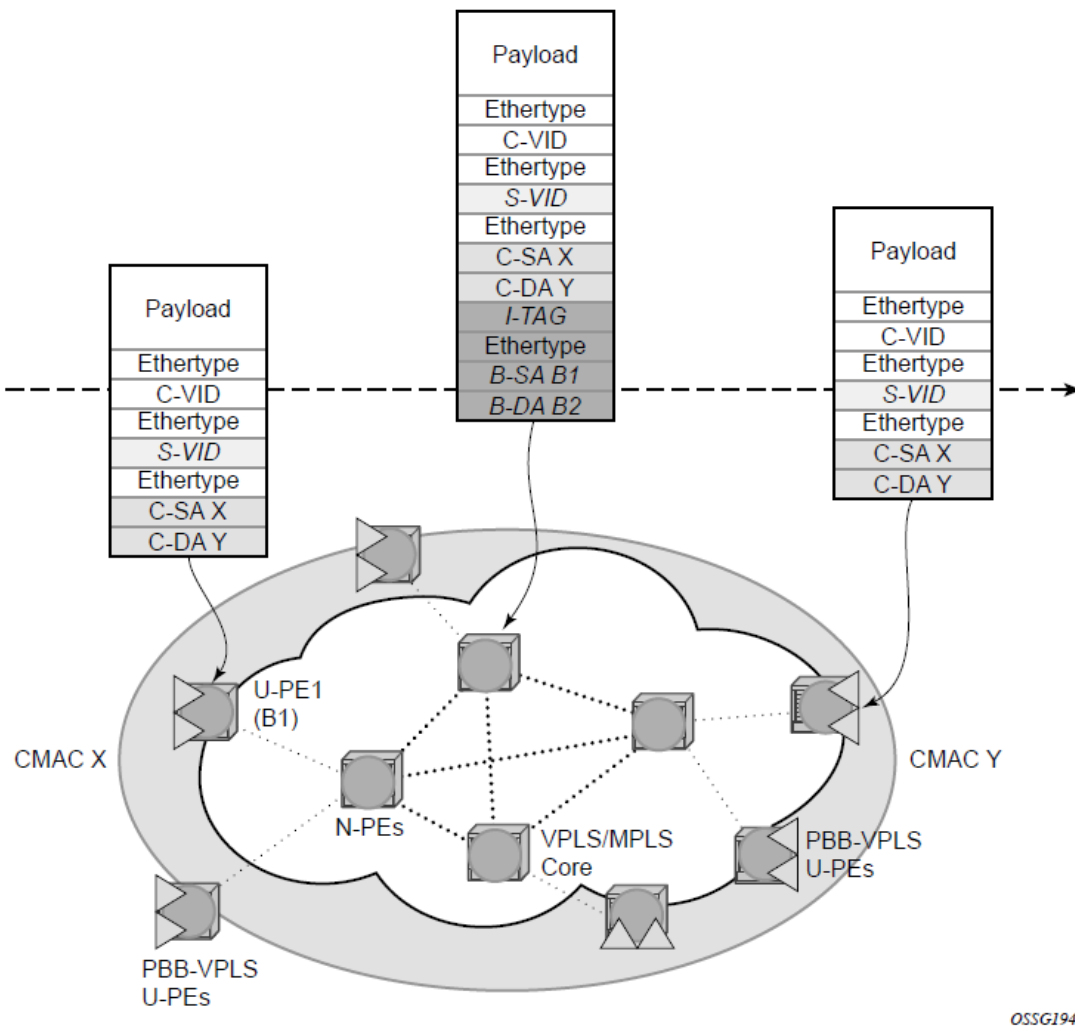 Payload
Ethertype
C-VID
Ethertype
S-VID
Ethertype
C-SA X
C-DA Y
Payload
Ethertype
C-VID
Ethertype
S-VID
Ethertype
C-SA X
C-DA Y
I-TAG
Ethertype
B-SA B1
B-DA B2
Payload
Ethertype
C-VID
Ethertype
S-VID
Ethertype
C-SA X
C-DA Y
U-PE1
(B1)
CMAC X
CMAC Y
N-PEs
VPLS/MPLS
Core
PBB-VPLS
U-PEs
PBB-VPLS
U-PEs
OSSG194